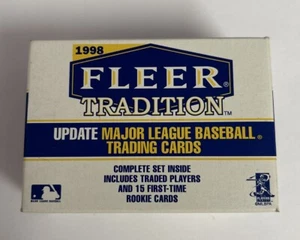 1998
FLEER®
TRADITION™
UPDATE MAJOR LEAGUE BASEBALL®
TRADING CARDS
COMPLETE SET INSIDE
INCLUDES TRADED PLAYERS
AND 15 FIRST-TIME
ROOKIE CARDS